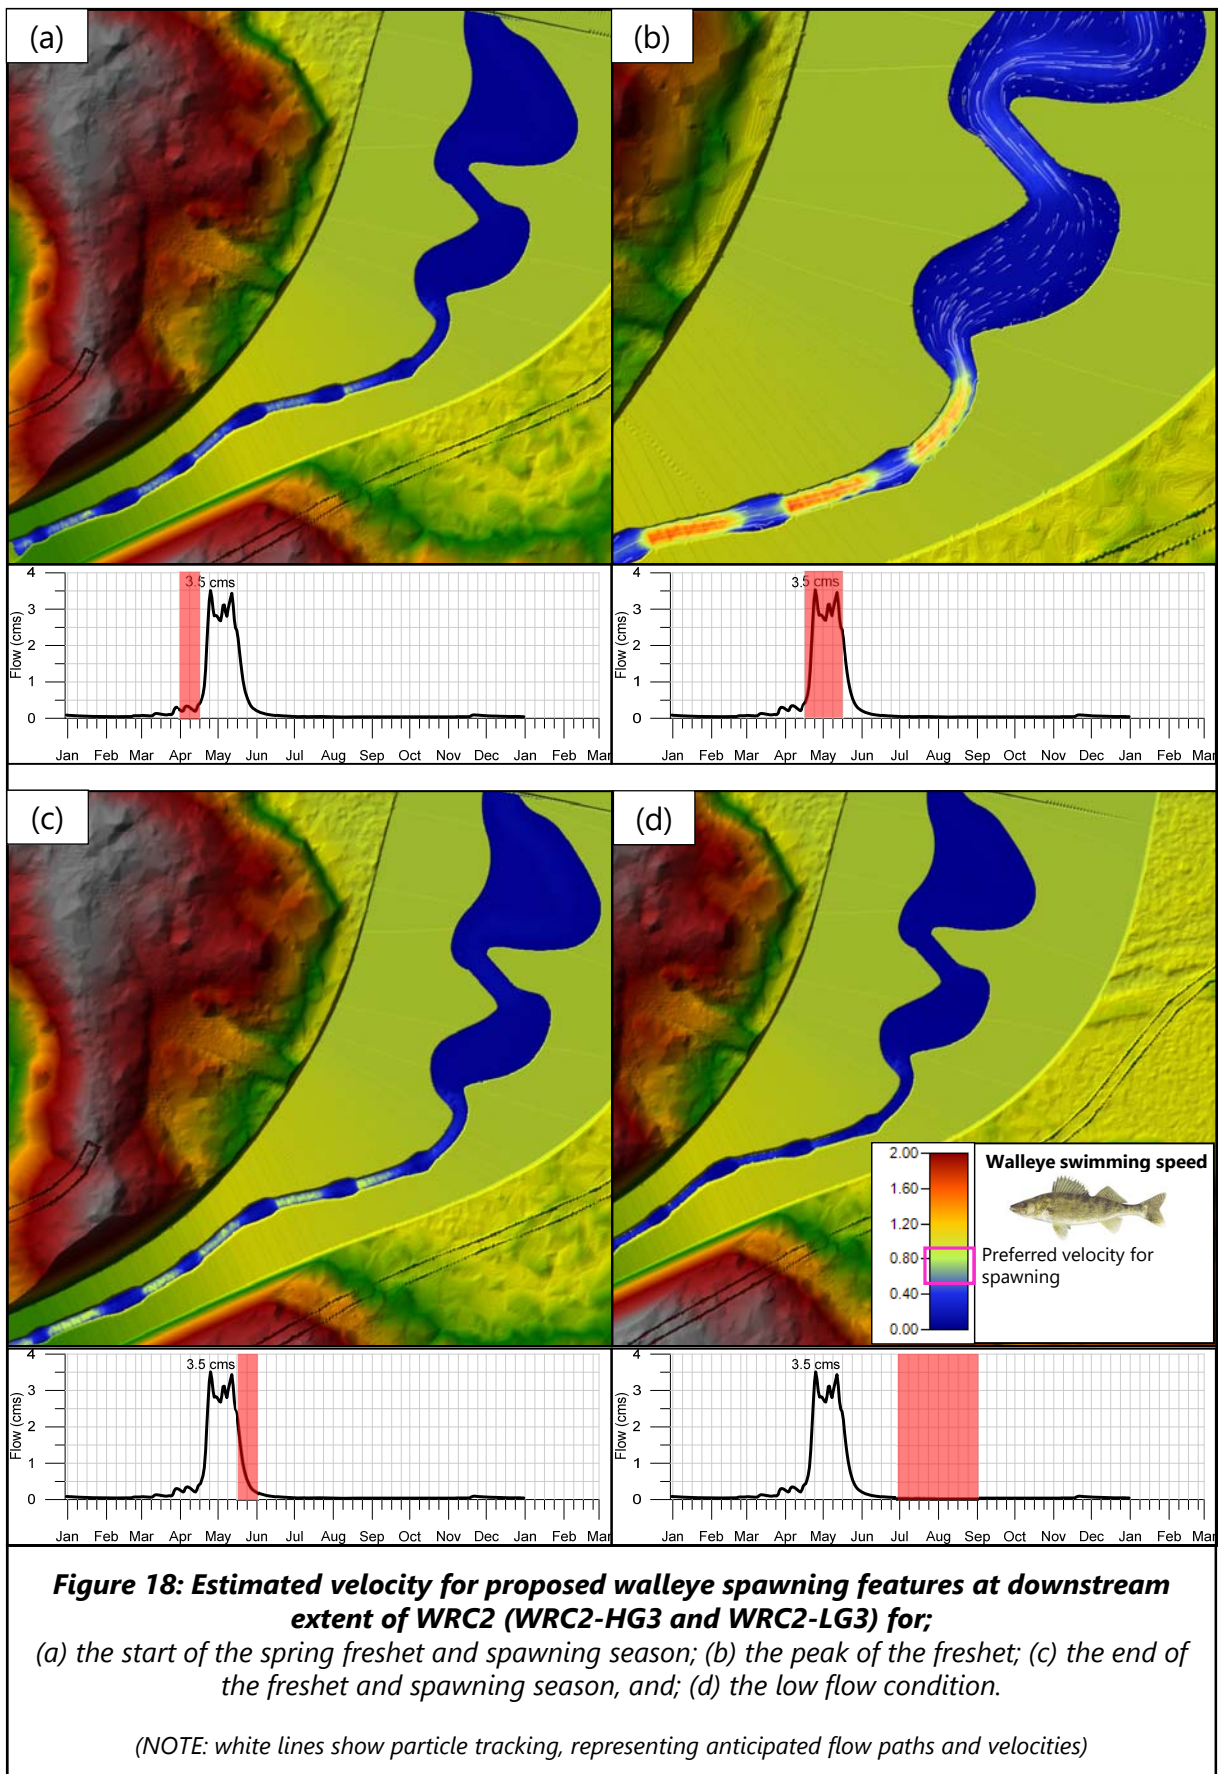 (a)
(b)
3.5 cms
4
3
2
1
0
Flow (cms)
Jan Feb Mar Apr May Jun Jul Aug Sep Oct Nov Dec Jan Feb Mar
3.5 cms
4
3
2
1
0
Flow (cms)
Jan Feb Mar Apr May Jun Jul Aug Sep Oct Nov Dec Jan Feb Mar
(c)
(d)
2.00
1.60
1.20
0.80
0.40
0.00
Walleye swimming speed
Preferred velocity for
spawning
3.5 cms
4
3
2
1
0
Flow (cms)
Jan Feb Mar Apr May Jun Jul Aug Sep Oct Nov Dec Jan Feb Mar
3.5 cms
4
3
2
1
0
Flow (cms)
Jan Feb Mar Apr May Jun Jul Aug Sep Oct Nov Dec Jan Feb Mar
Figure 18: Estimated velocity for proposed walleye spawning features at downstream
extent of WRC2 (WRC2-HG3 and WRC2-LG3) for;
(a) the start of the spring freshet and spawning season; (b) the peak of the freshet; (c) the end of
the freshet and spawning season, and; (d) the low flow condition.
(NOTE: white lines show particle tracking, representing anticipated flow paths and velocities)